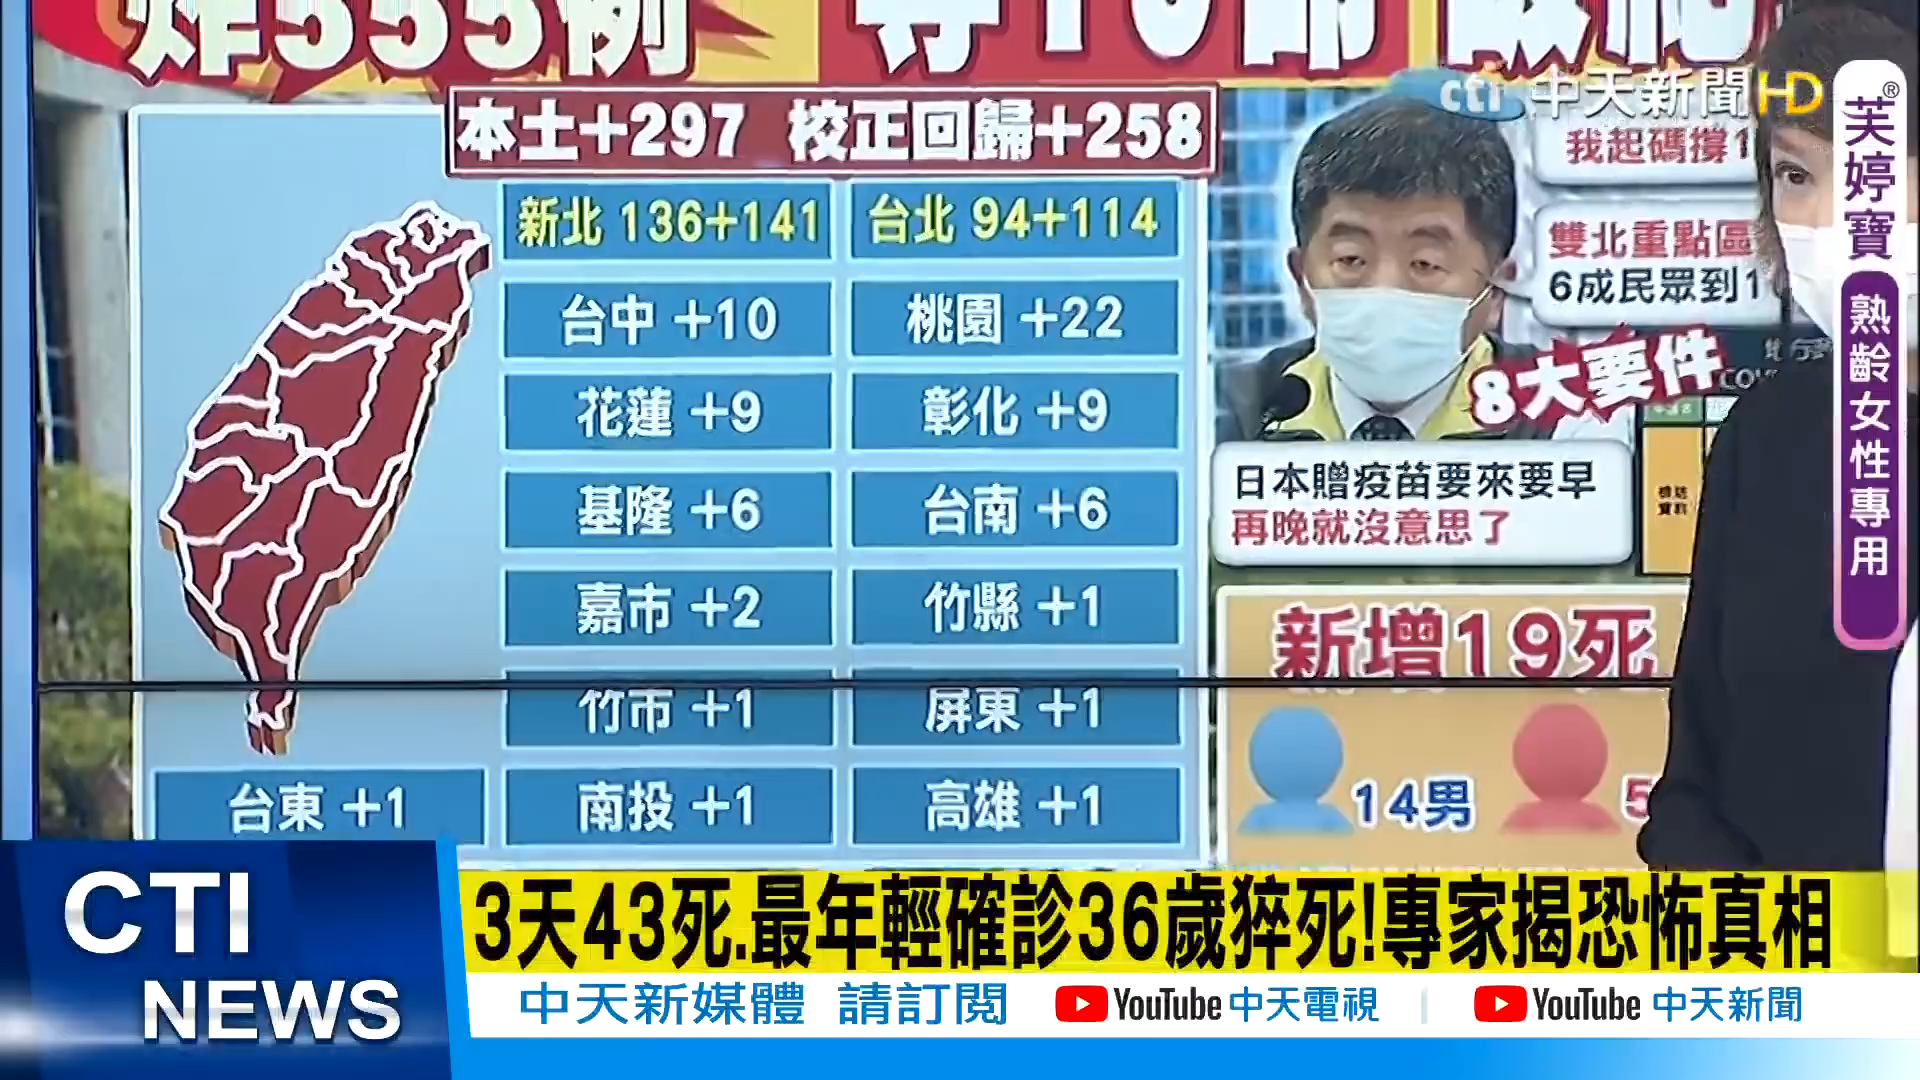 炸555例
cti 中天新聞HD
本土+297 校正回歸+258
新北 136+141
台北 94+114
台中 +10
桃園 +22
花蓮 +9
彰化 +9
基隆 +6
台南 +6
嘉市 +2
竹縣 +1
竹市 +1
屏東 +1
台東 +1
南投 +1
高雄 +1
我起碼撐1
雙北重點區
6成民眾到1
8大要件
日本贈疫苗要來要早
再晚就沒意思了
新增19死
14男
5
芙婷寶®
熟齡女性專用
CTI
NEWS
3天43死.最年輕確診36歲猝死!專家揭恐怖真相
中天新媒體 請訂閱 YouTube 中天電視 | YouTube 中天新聞